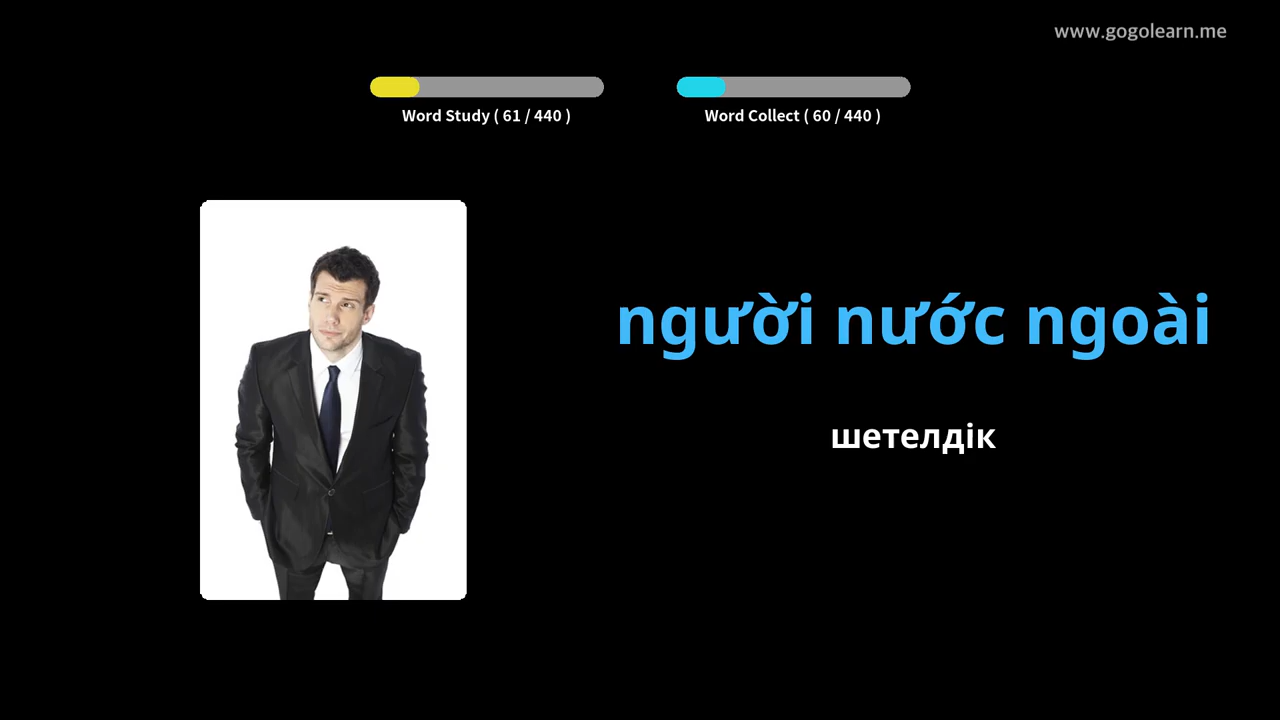 www.gogolearn.me
Word Study ( 61 / 440 )
Word Collect ( 60 / 440 )
người nước ngoài
шетелдік